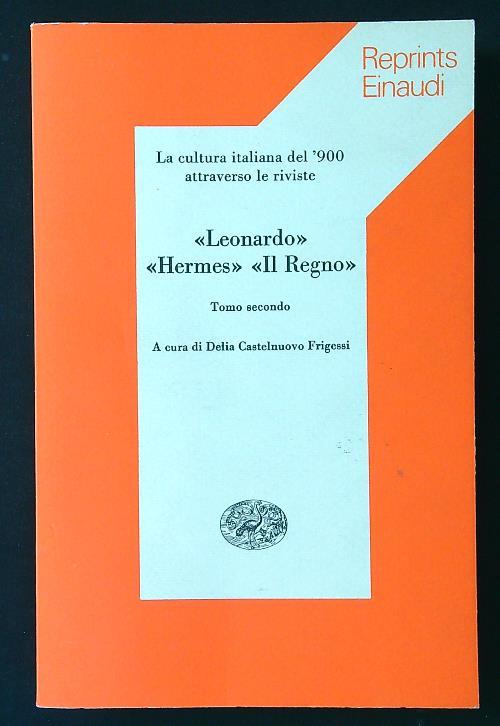 Reprints
Einaudi
La cultura italiana del '900
attraverso le riviste
«Leonardo»
«Hermes» «Il Regno»
Tomo secondo
A cura di Delia Castelnuovo Frigessi